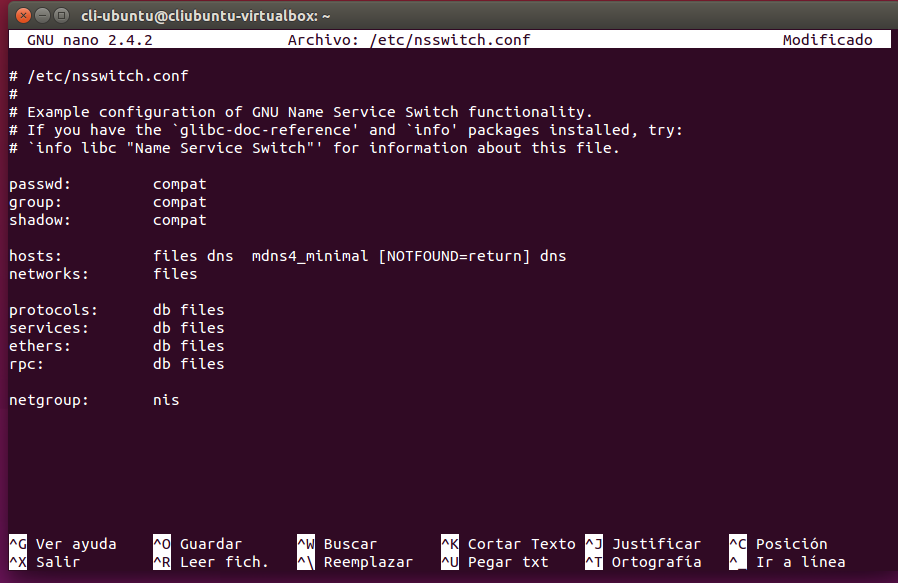 cli-ubuntu@cliubuntu-virtualbox: ~
GNU nano 2.4.2 Archivo: /etc/nsswitch.conf Modificado
# /etc/nsswitch.conf
#
# Example configuration of GNU Name Service Switch functionality.
# If you have the `glibc-doc-reference' and `info' packages installed, try:
# `info libc "Name Service Switch"' for information about this file.
passwd: compat
group: compat
shadow: compat
hosts: files dns  mdns4_minimal [NOTFOUND=return] dns
networks: files
protocols: db files
services: db files
ethers: db files
rpc: db files
netgroup: nis
^G Ver ayuda ^O Guardar ^W Buscar ^K Cortar Texto ^J Justificar ^C Posición
^X Salir ^R Leer fich. ^\ Reemplazar ^U Pegar txt ^T Ortografía ^_ Ir a línea